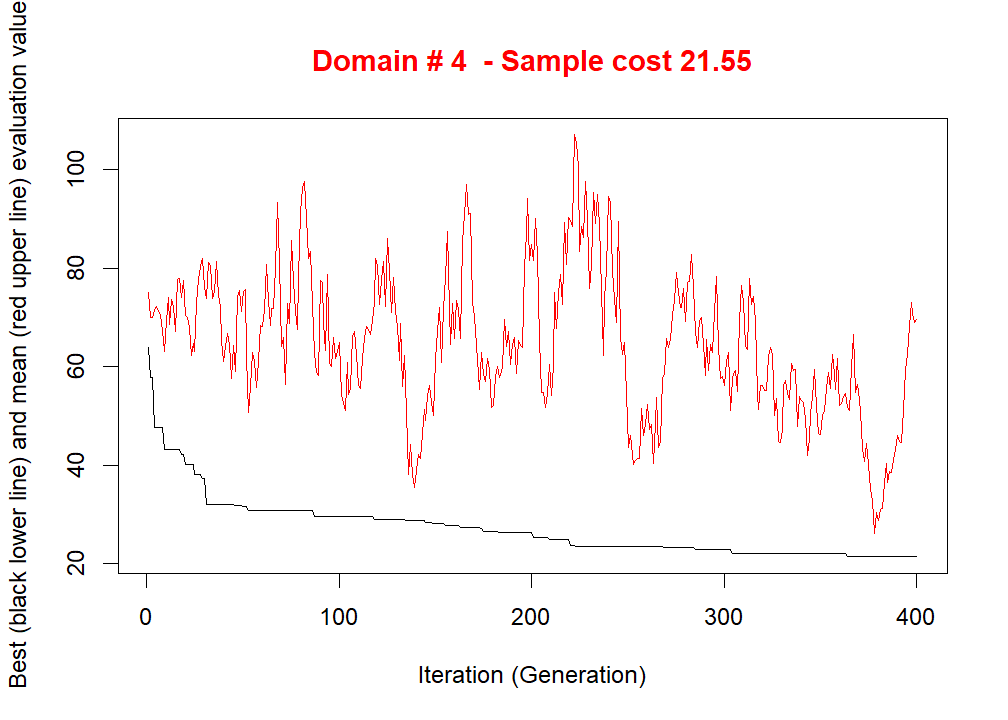 Domain # 4  - Sample cost 21.55
Best (black lower line) and mean (red upper line) evaluation value
100
80
60
40
20
0 100 200 300 400
Iteration (Generation)